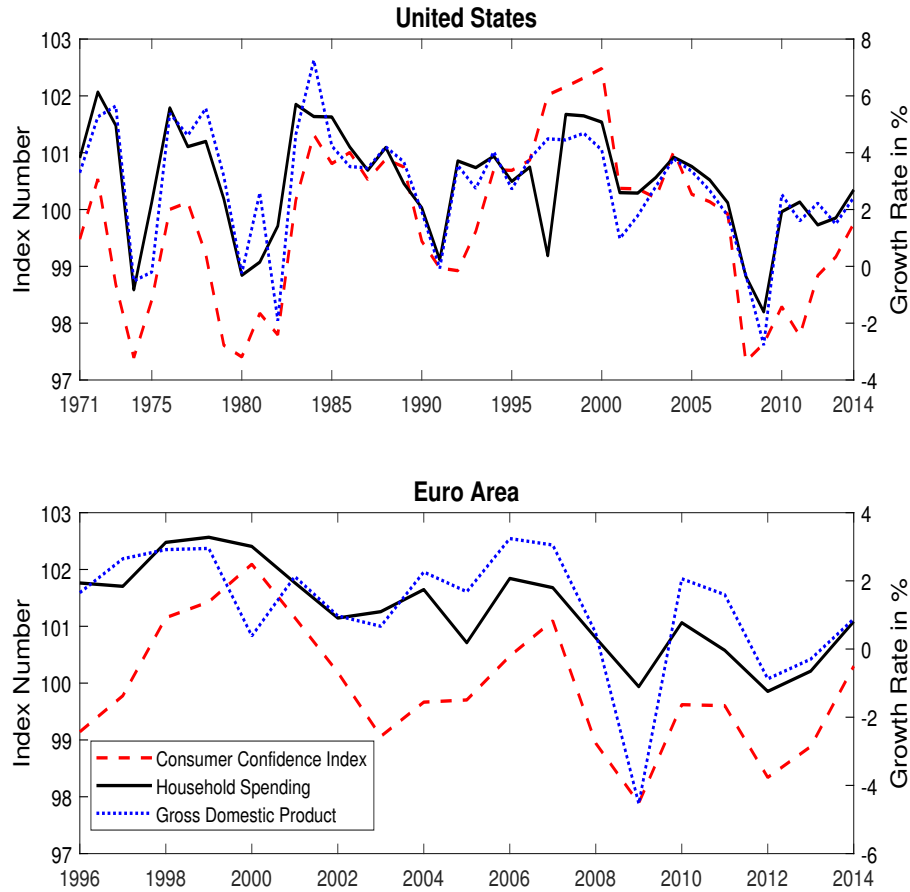 United States
103
102
101
100
99
98
97
Index Number
8
6
4
2
0
-2
-4
Growth Rate in %
1971 1975 1980 1985 1990 1995 2000 2005 2010 2014
Euro Area
103
102
101
100
99
98
97
Index Number
4
2
0
-2
-4
-6
Growth Rate in %
Consumer Confidence Index
Household Spending
Gross Domestic Product
1996 1998 2000 2002 2004 2006 2008 2010 2012 2014